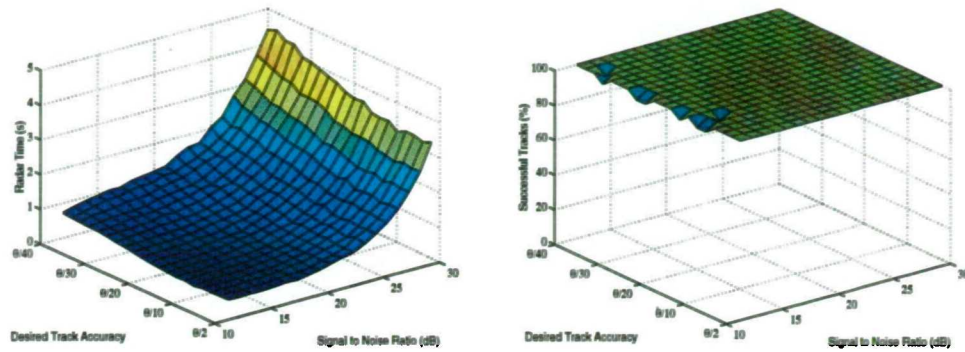 5
4
3
2
1
0
Radar Time (s)
θ/40
θ/30
θ/20
θ/10
θ/2
10
15
20
25
30
Desired Track Accuracy
Signal to Noise Ratio (dB)
100
80
60
40
20
0
Successful Tracks (%)
θ/40
θ/30
θ/20
θ/10
θ/2
10
15
20
25
30
Desired Track Accuracy
Signal to Noise Ratio (dB)